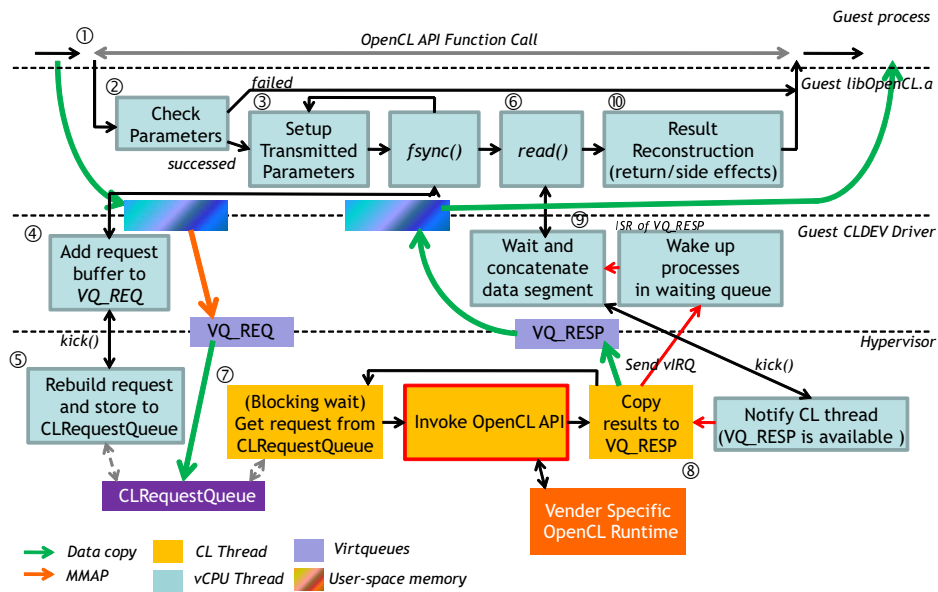 Guest process
①
OpenCL API Function Call
failed
Guest libOpenCL.a
②
③
⑥
⑩
Check
Parameters
successed
Setup
Transmitted
Parameters
fsync()
read()
Result
Reconstruction
(return/side effects)
④
⑨
ISR of VQ_RESP
Guest CLDEV Driver
Add request
buffer to
VQ_REQ
Wait and
concatenate
data segment
Wake up
processes
in waiting queue
kick()
VQ_REQ
VQ_RESP
Hypervisor
⑤
⑦
Send vIRQ
kick()
Rebuild request
and store to
CLRequestQueue
(Blocking wait)
Get request from
CLRequestQueue
Invoke OpenCL API
Copy
results to
VQ_RESP
Notify CL thread
(VQ_RESP is available )
⑧
CLRequestQueue
Vender Specific
OpenCL Runtime
Data copy
CL Thread
Virtqueues
MMAP
vCPU Thread
User-space memory